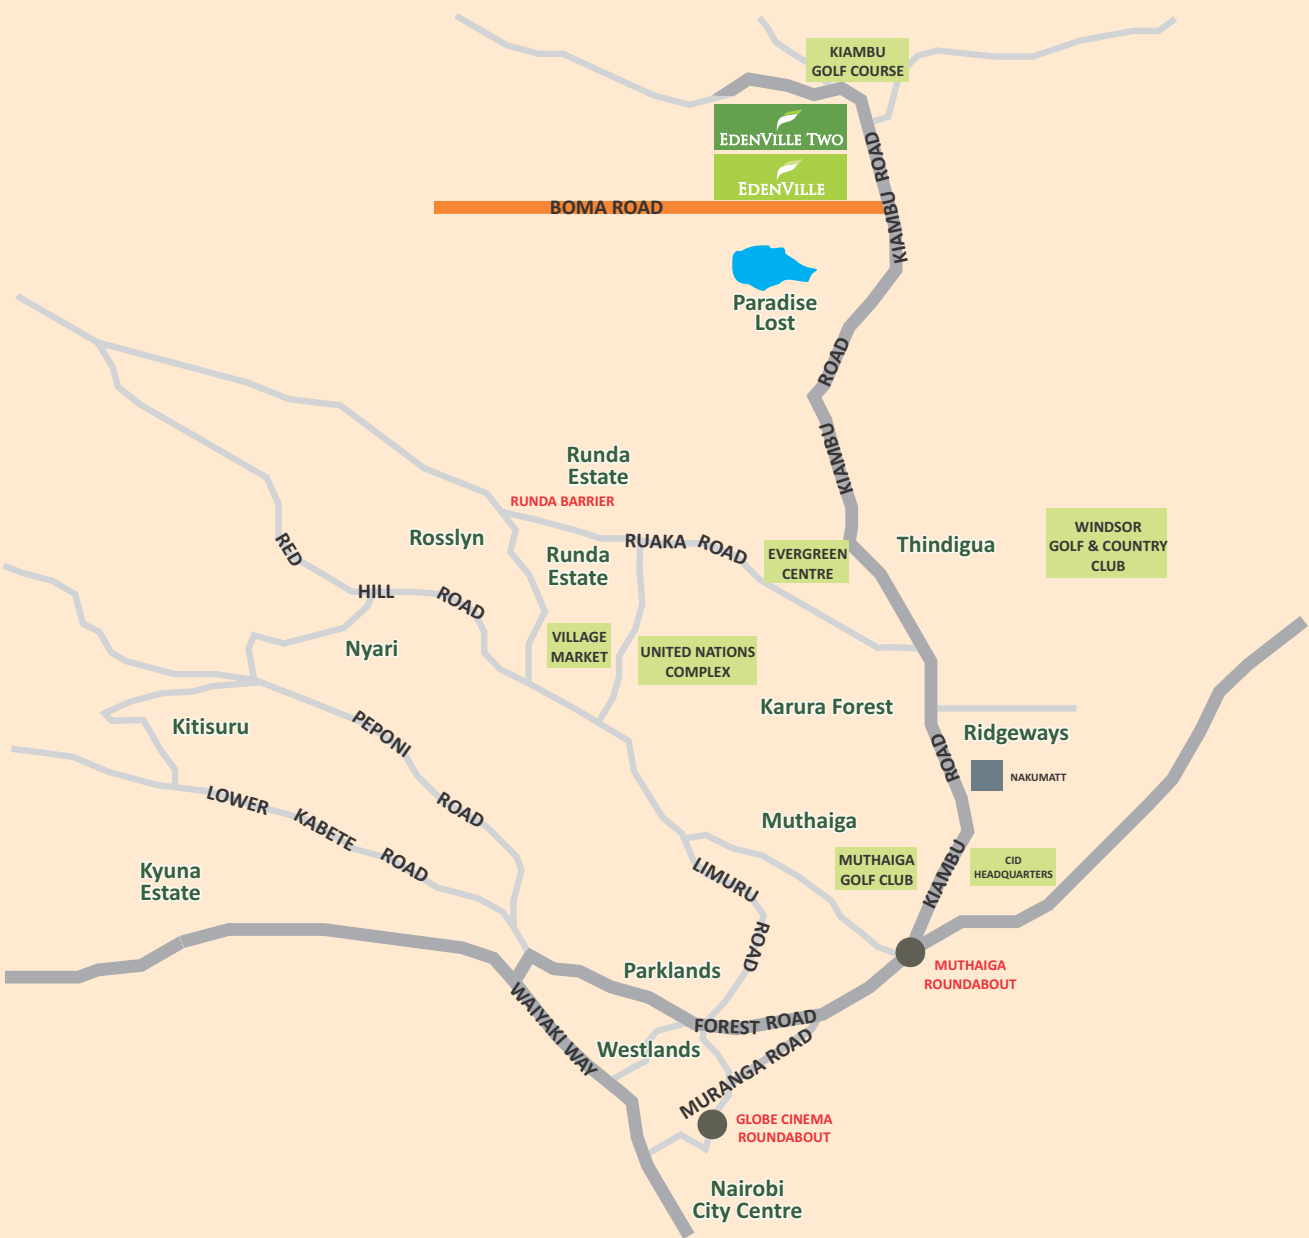 KIAMBU
GOLF COURSE
EDENVILLE TWO
EDENVILLE
BOMA ROAD
KIAMBU ROAD
Paradise
Lost
KIAMBU ROAD
Runda
Estate
RUNDA BARRIER
Rosslyn
Runda
Estate
RUAKA ROAD
EVERGREEN
CENTRE
Thindigua
WINDSOR
GOLF & COUNTRY
CLUB
RED HILL ROAD
Nyari
VILLAGE
MARKET
UNITED NATIONS
COMPLEX
Karura Forest
Ridgeways
NAKUMATT
Kitisuru
PEPONI ROAD
LOWER KABETE ROAD
KIAMBU ROAD
Muthaiga
MUTHAIGA
GOLF CLUB
CID
HEADQUARTERS
Kyuna
Estate
LIMURU ROAD
MUTHAIGA
ROUNDABOUT
Parklands
FOREST ROAD
WAIYAKI WAY
Westlands
MURANGA ROAD
GLOBE CINEMA
ROUNDABOUT
Nairobi
City Centre